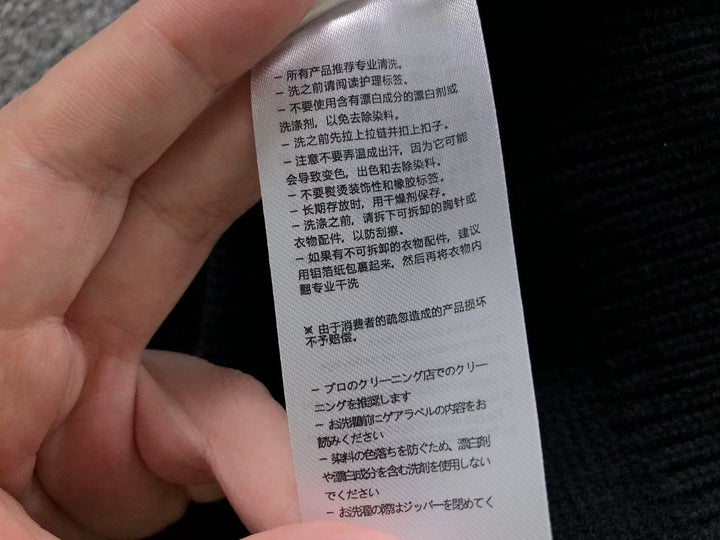 – 所有产品推荐专业清洗。
– 洗之前请阅读护理标签。
– 不要使用含有漂白成分的漂白剂或
洗涤剂，以免去除染料。
– 洗之前先拉上拉链并扣上扣子。
– 注意不要弄温成出汗，因为它可能
会导致变色，出色和去除染料。
– 不要熨烫装饰性和橡胶标签。
– 长期存放时，用干燥剂保存。
– 洗涤之前，请拆下可拆卸的胸针或
衣物配件，以防刮擦。
– 如果有不可拆卸的衣物配件，建议
用铝箔纸包裹起来，然后再将衣物内
翻专业干洗
※ 由于消费者的疏忽造成的产品损坏
不予赔偿。
– プロのクリーニング店でのクリー
ニングを推奨します
– お洗濯前にゲアラベルの内容をお
読みください
– 染料の色落ちを防ぐため、漂白剤
や漂白成分を含む洗剤を使用しない
でください
– お洗濯の際はジッパーを閉めてく